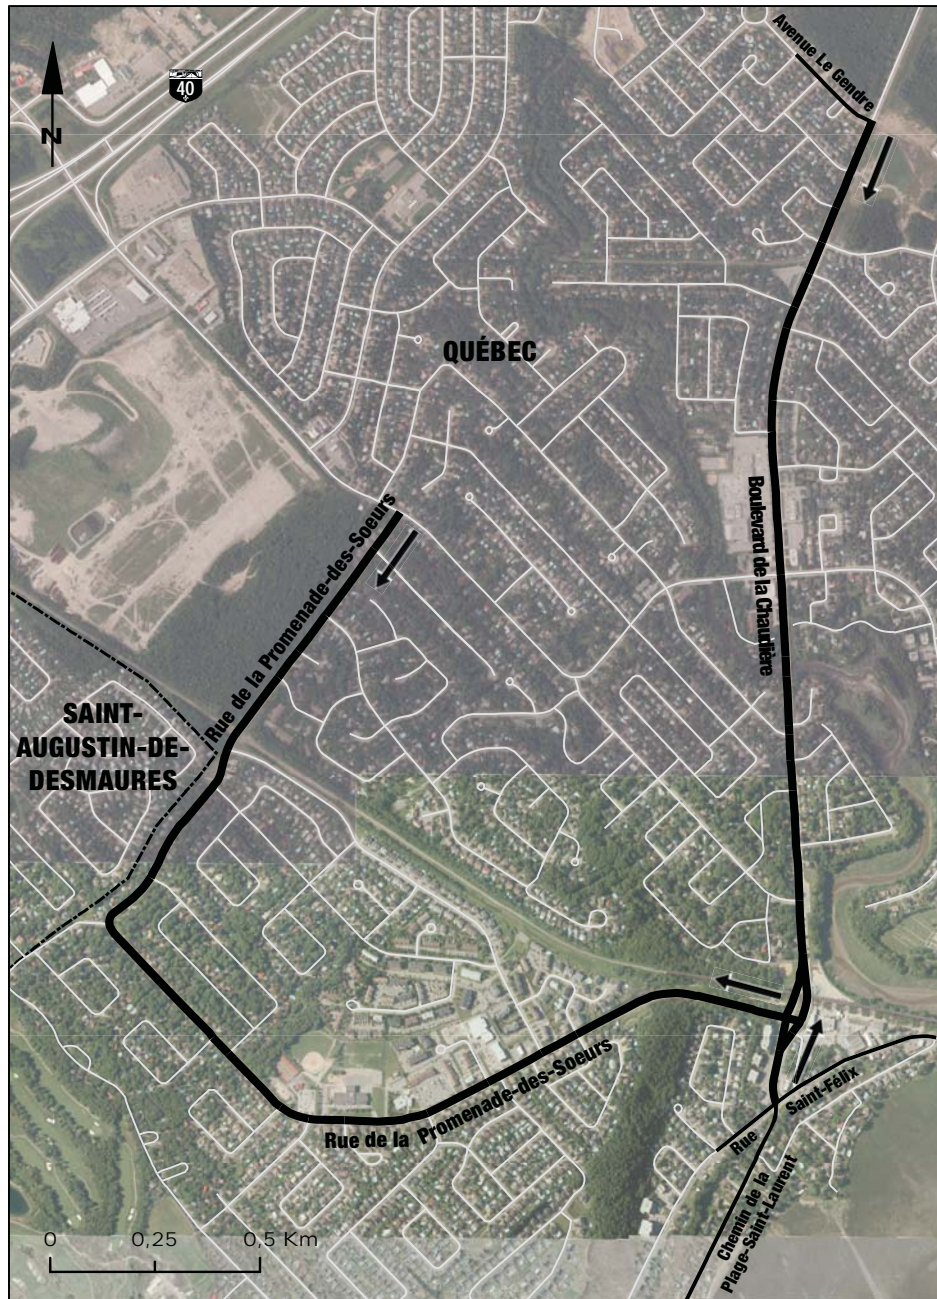 Avenue Le Gendre
40
N
QUÉBEC
Boulevard de la Chaudière
Rue de la Promenade-des-Soeurs
SAINT-
AUGUSTIN-DE-
DESMAURES
Rue de la Promenade-des-Soeurs
Rue Saint-Félix
Chemin de la
Plage-Saint-Laurent
0 0,25 0,5 Km